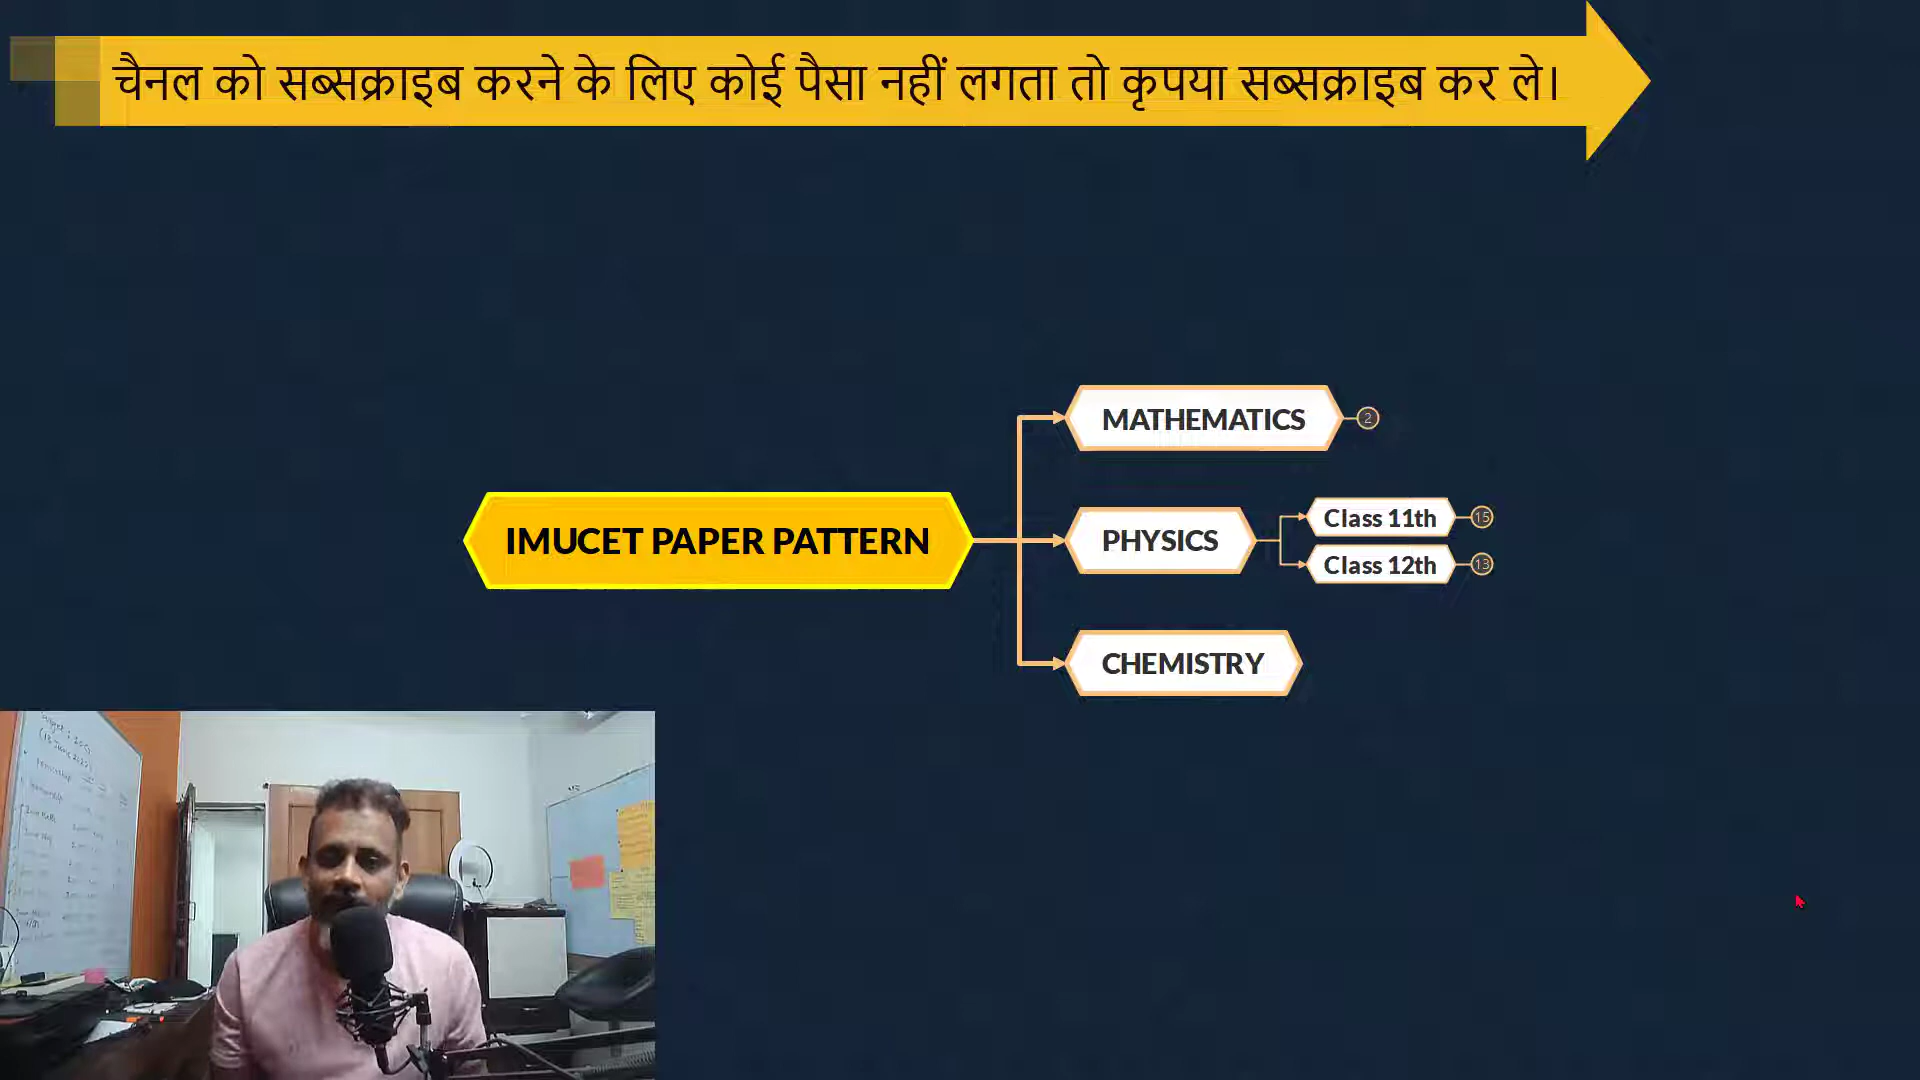 चैनल को सब्सक्राइब करने के लिए कोई पैसा नहीं लगता तो कृपया सब्सक्राइब कर ले।
MATHEMATICS
2
IMUCET PAPER PATTERN
PHYSICS
Class 11th
15
Class 12th
13
CHEMISTRY